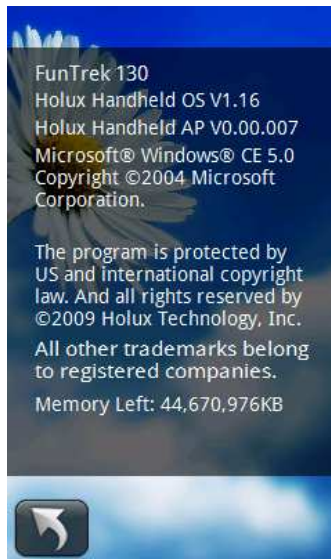 FunTrek 130
Holux Handheld OS V1.16
Holux Handheld AP V0.00.007
Microsoft® Windows® CE 5.0
Copyright ©2004 Microsoft
Corporation.
The program is protected by
US and international copyright
law. And all rights reserved by
©2009 Holux Technology, Inc.
All other trademarks belong
to registered companies.
Memory Left: 44,670,976KB